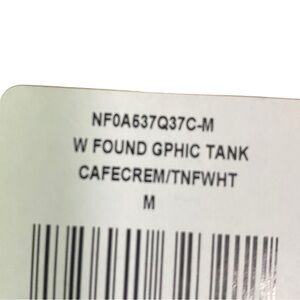 NF0A537Q37C-M
W FOUND GPHIC TANK
CAFECREM/TNFWHT
M